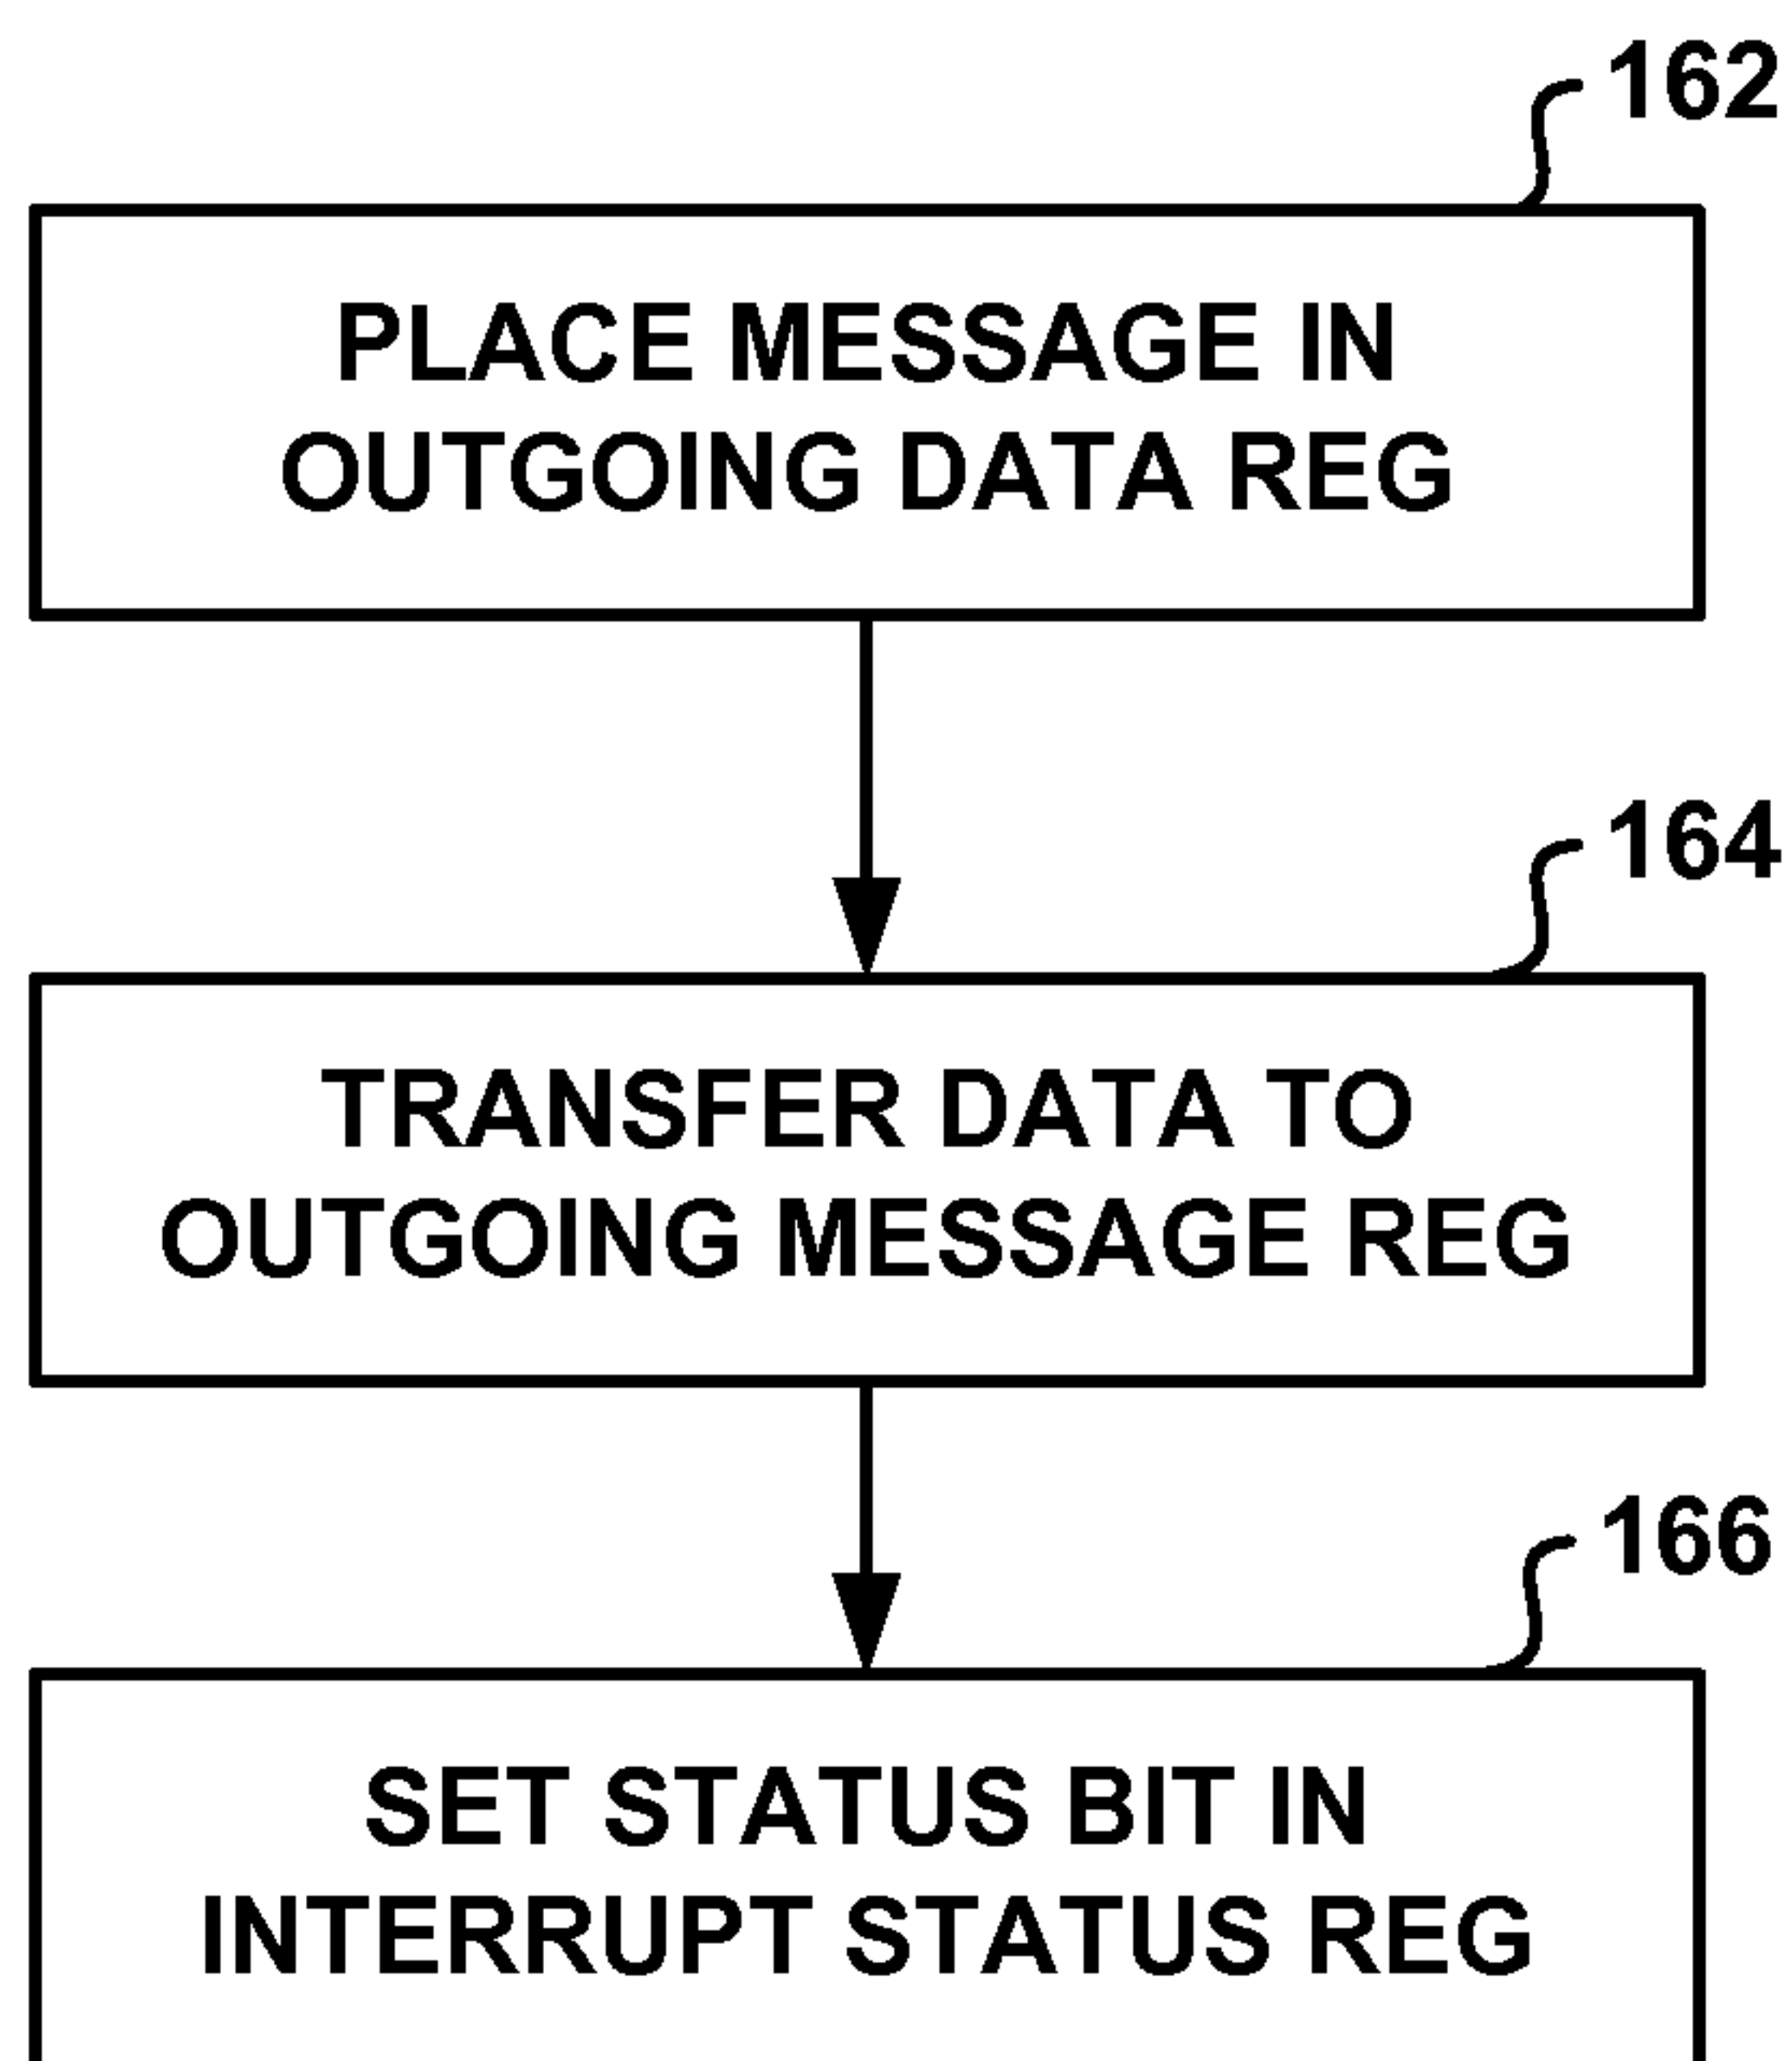 162
PLACE MESSAGE IN
OUTGOING DATA REG
164
TRANSFER DATA TO
OUTGOING MESSAGE REG
166
SET STATUS BIT IN
INTERRUPT STATUS REG